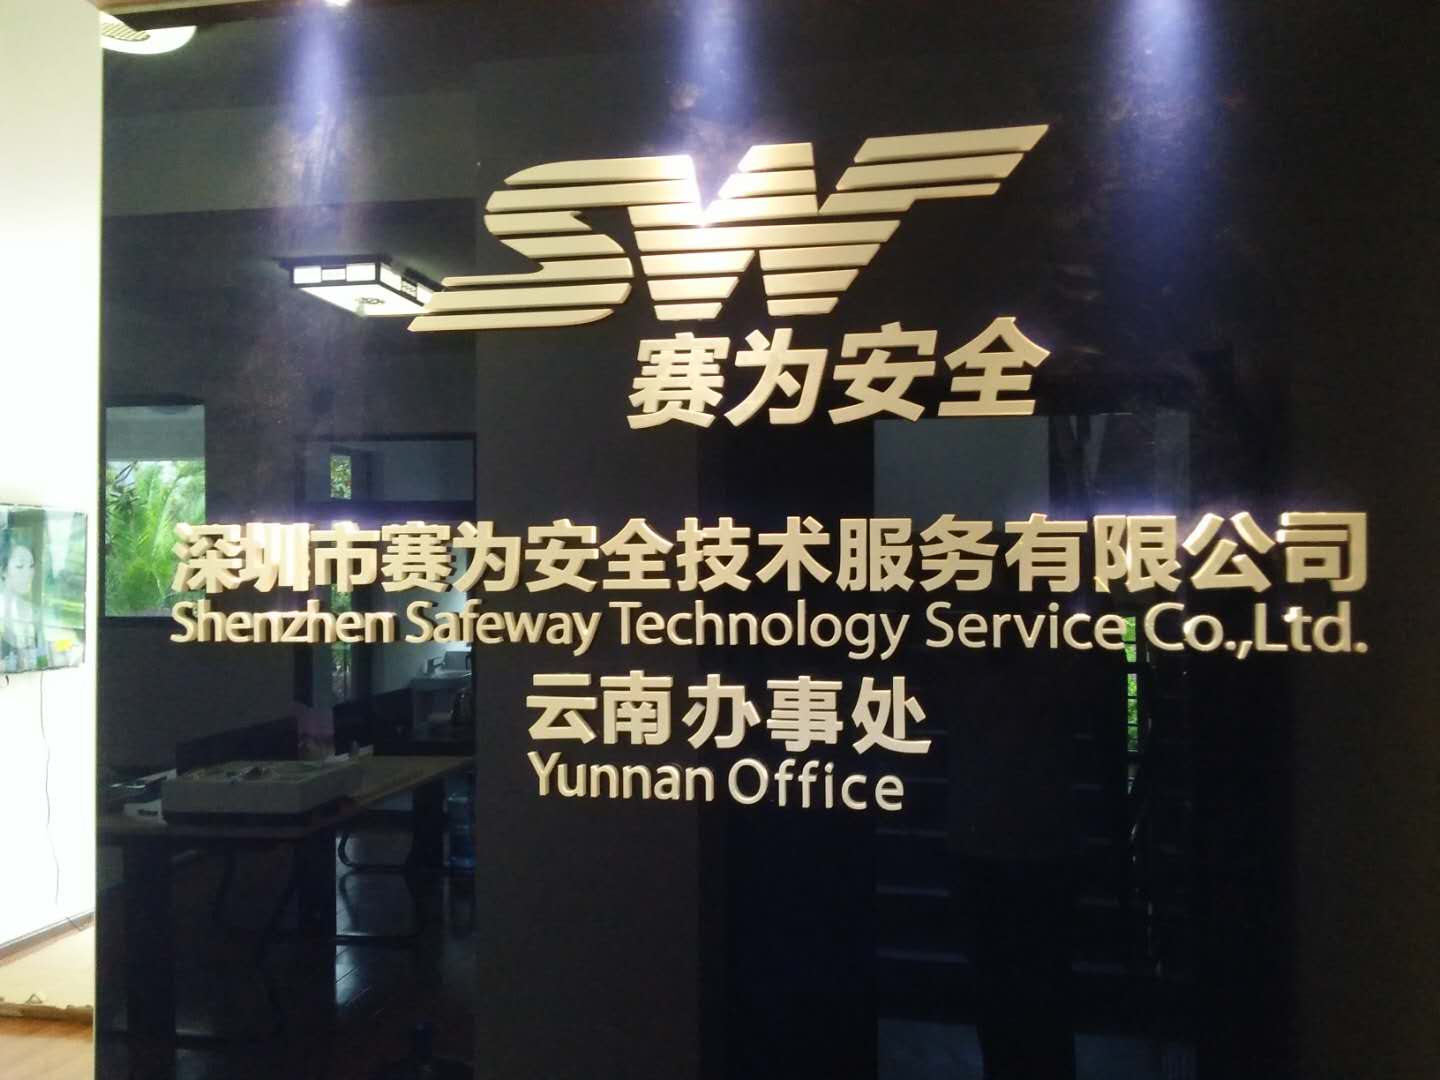 SW
赛为安全
深圳市赛为安全技术服务有限公司
Shenzhen Safeway Technology Service Co.,Ltd.
云南办事处
Yunnan Office